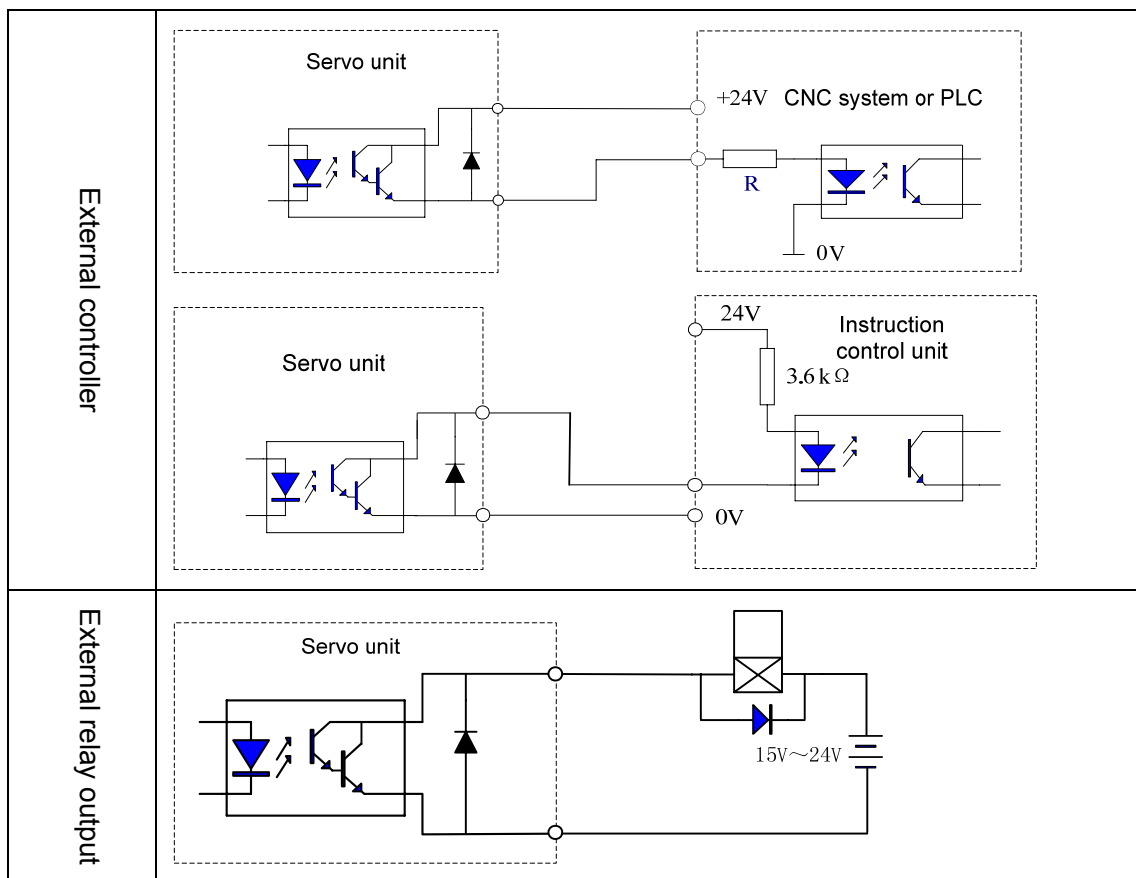 External controller
Servo unit
+24V
CNC system or PLC
R
0V
Servo unit
24V
Instruction
control unit
3.6 k Ω
0V
External relay output
Servo unit
15V～24V